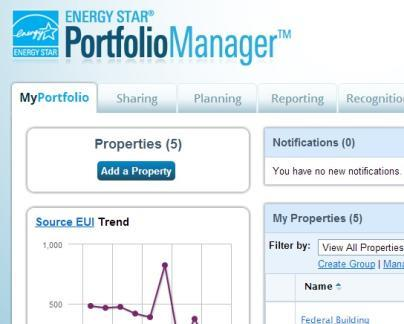 ENERGY STAR®
PortfolioManager™
energy
ENERGY STAR
MyPortfolio
Sharing
Planning
Reporting
Recognitio
Properties (5)
Add a Property
Notifications (0)
You have no new notifications.
Source EUI Trend
1,000
500
My Properties (5)
Filter by: View All Properties
Create Group | Mana
Name
Federal Building